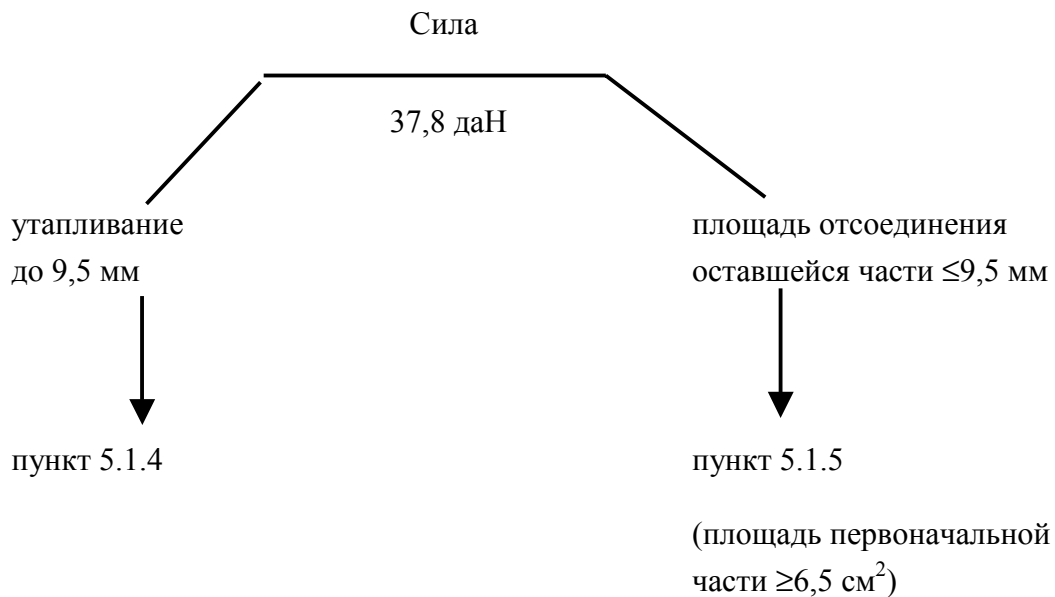 Сила
37,8 даН
утапливание
до 9,5 мм
площадь отсоединения
оставшейся части ≤9,5 мм
пункт 5.1.4
пункт 5.1.5
(площадь первоначальной
части ≥6,5 см²)